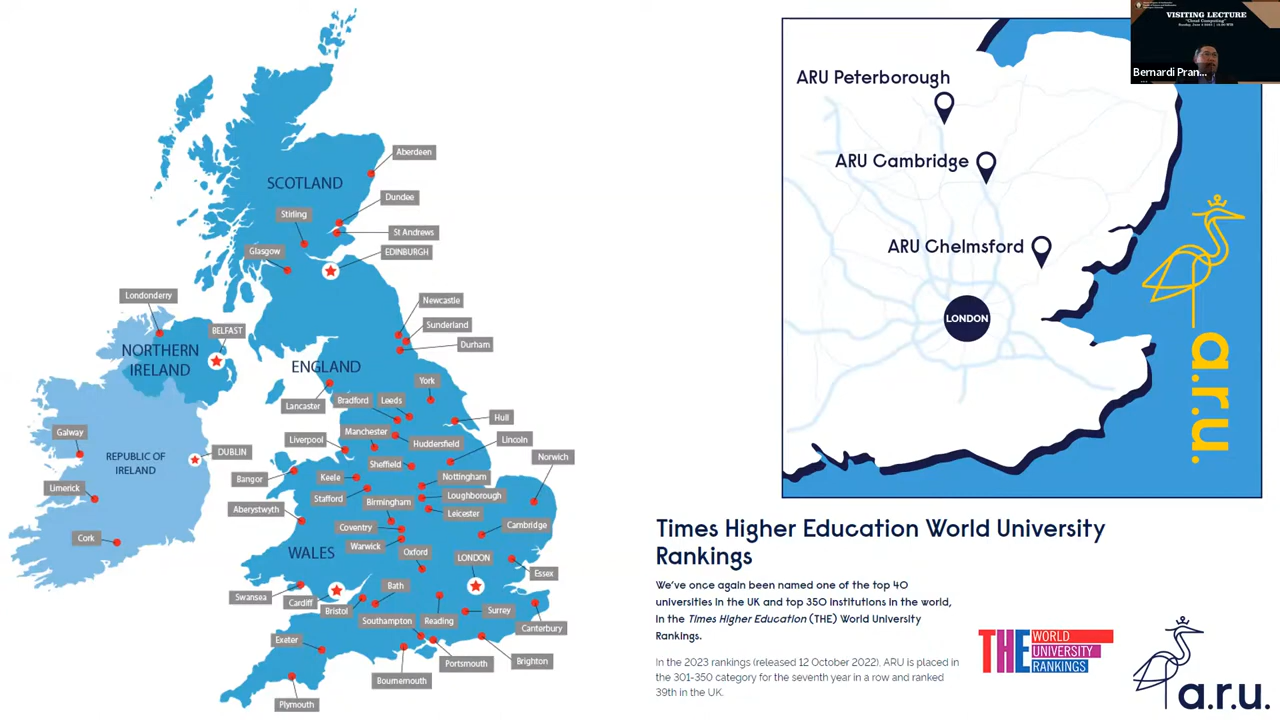 Aberdeen
SCOTLAND
Dundee
Stirling
St Andrews
Glasgow
EDINBURGH
Londonderry
BELFAST
NORTHERN
IRELAND
Newcastle
Sunderland
Durham
ENGLAND
York
Lancaster
Bradford
Leeds
Hull
Manchester
Huddersfield
Liverpool
Lincoln
Galway
DUBLIN
REPUBLIC OF
IRELAND
Norwich
Sheffield
Bangor
Keele
Nottingham
Limerick
Stafford
Loughborough
Birmingham
Aberystwyth
Leicester
Cork
Coventry
Cambridge
Warwick
WALES
Oxford
LONDON
Essex
Bath
Swansea
Cardiff
Bristol
Surrey
Southampton
Reading
Canterbury
Exeter
Portsmouth
Brighton
Bournemouth
Plymouth
ARU Peterborough
ARU Cambridge
ARU Chelmsford
LONDON
a.r.u.
VISITING LECTURE
"Cloud Computing"
Bernardi Pran...
Times Higher Education World University
Rankings
We've once again been named one of the top 40
universities in the UK and top 350 institutions in the world,
in the Times Higher Education (THE) World University
Rankings.
In the 2023 rankings (released 12 October 2022), ARU is placed in
the 301-350 category for the seventh year in a row and ranked
39th in the UK.
THE WORLD
UNIVERSITY
RANKINGS
a.r.u.